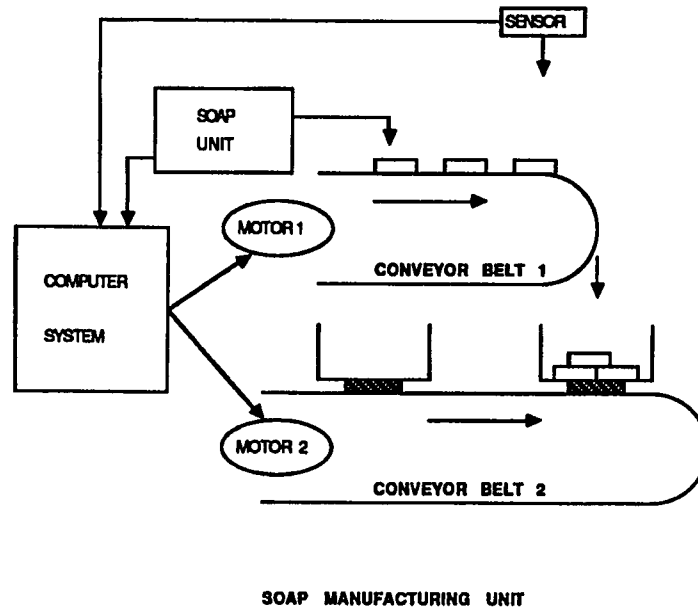 SENSOR
SOAP
UNIT
MOTOR 1
CONVEYOR BELT 1
COMPUTER
SYSTEM
MOTOR 2
CONVEYOR BELT 2
SOAP MANUFACTURING UNIT